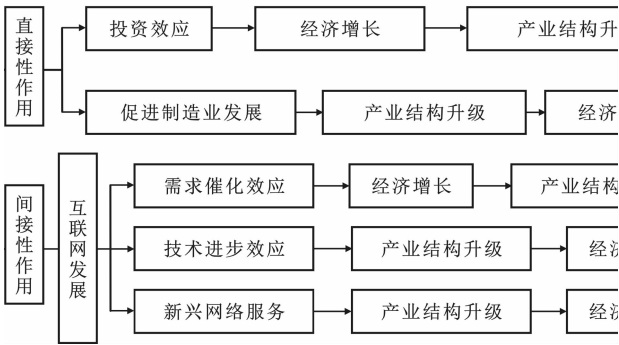 直接性作用
投资效应
经济增长
产业结构升
促进制造业发展
产业结构升级
经济
间接性作用
互联网发展
需求催化效应
经济增长
产业结构
技术进步效应
产业结构升级
经
新兴网络服务
产业结构升级
经